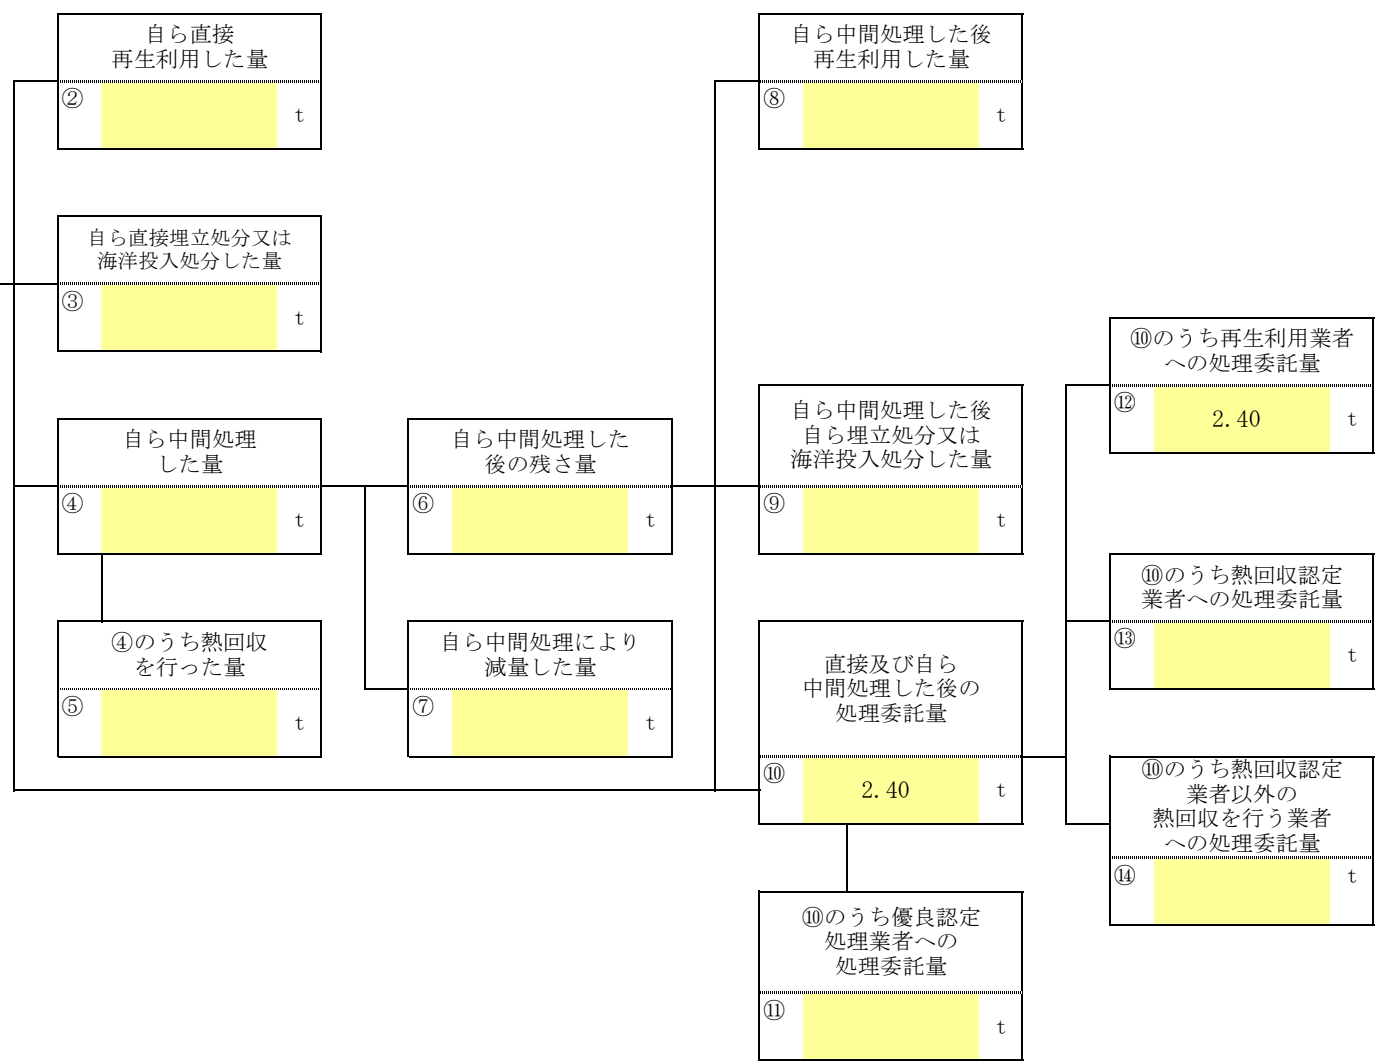 自ら直接
再生利用した量
②
t
自ら中間処理した後
再生利用した量
⑧
t
自ら直接埋立処分又は
海洋投入処分した量
③
t
⑩のうち再生利用業者
への処理委託量
⑫
2.40
t
自ら中間処理
した量
④
t
自ら中間処理した
後の残さ量
⑥
t
自ら中間処理した後
自ら埋立処分又は
海洋投入処分した量
⑨
t
⑩のうち熱回収認定
業者への処理委託量
⑬
t
④のうち熱回収
を行った量
⑤
t
自ら中間処理により
減量した量
⑦
t
直接及び自ら
中間処理した後の
処理委託量
⑩
2.40
t
⑩のうち熱回収認定
業者以外の
熱回収を行う業者
への処理委託量
⑭
t
⑩のうち優良認定
処理業者への
処理委託量
⑪
t